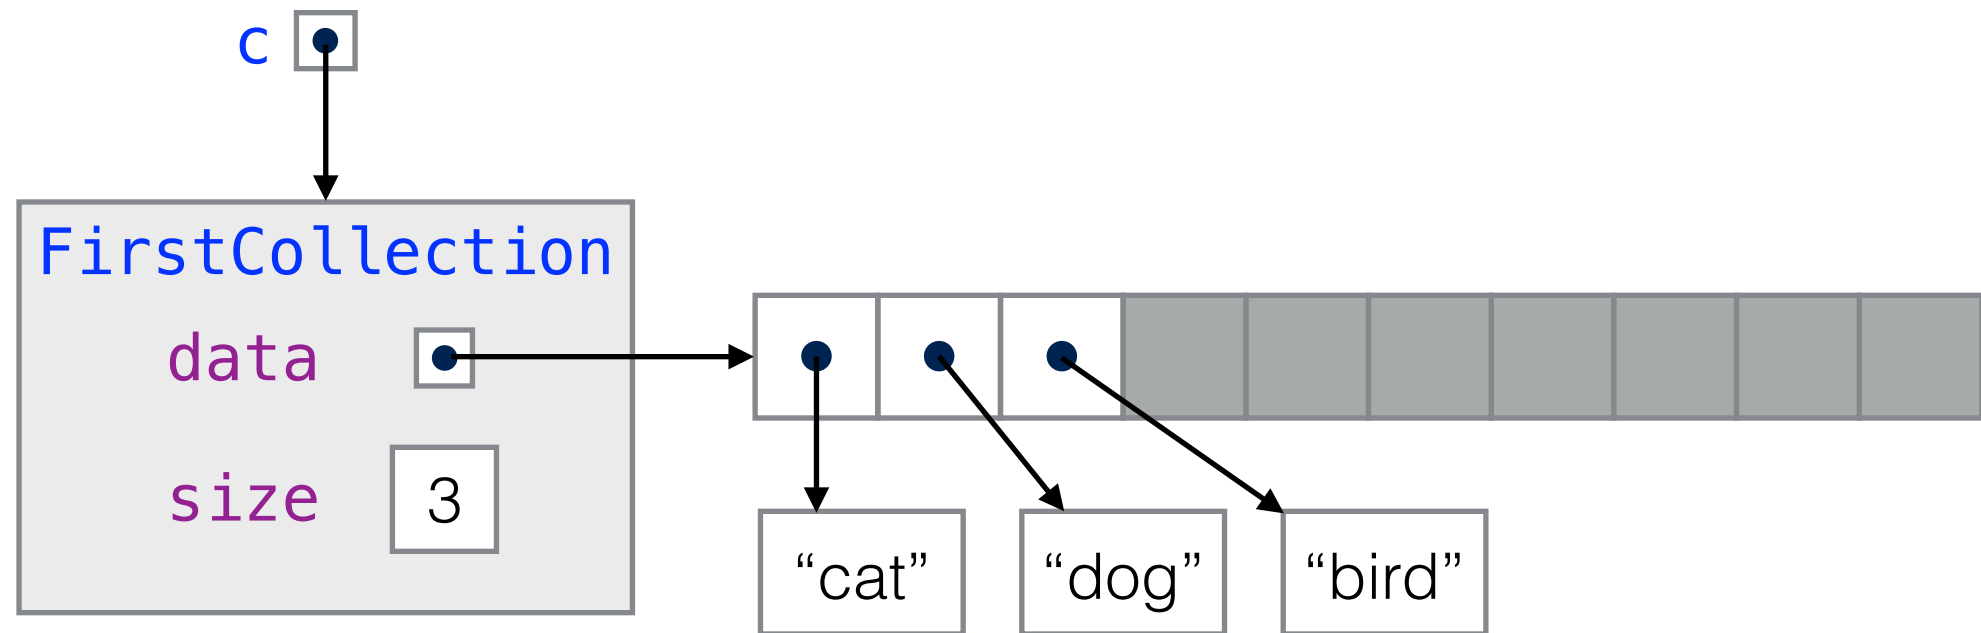 c
FirstCollection
data
size 3
“cat” “dog” “bird”